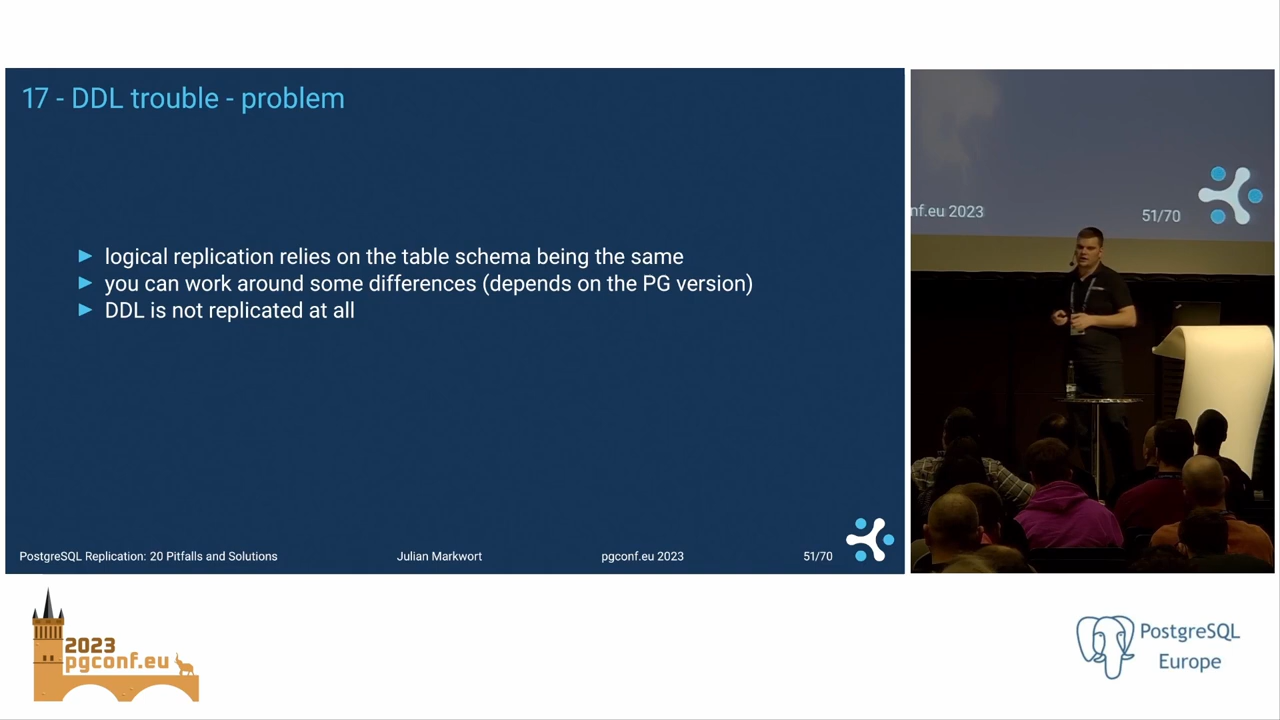 17 - DDL trouble - problem
logical replication relies on the table schema being the same
you can work around some differences (depends on the PG version)
DDL is not replicated at all
PostgreSQL Replication: 20 Pitfalls and Solutions
Julian Markwort
pgconf.eu 2023
51/70
nf.eu 2023
51/70
2023
pgconf.eu
PostgreSQL
Europe